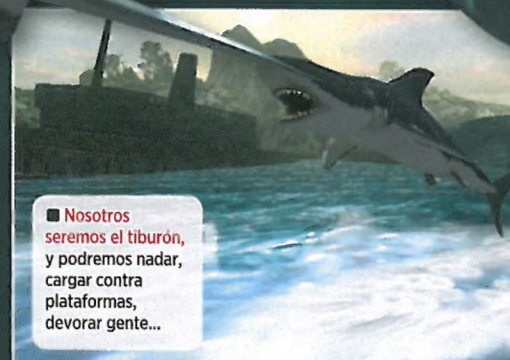 ■ Nosotros
seremos el tiburón,
y podremos nadar,
cargar contra
plataformas,
devorar gente...